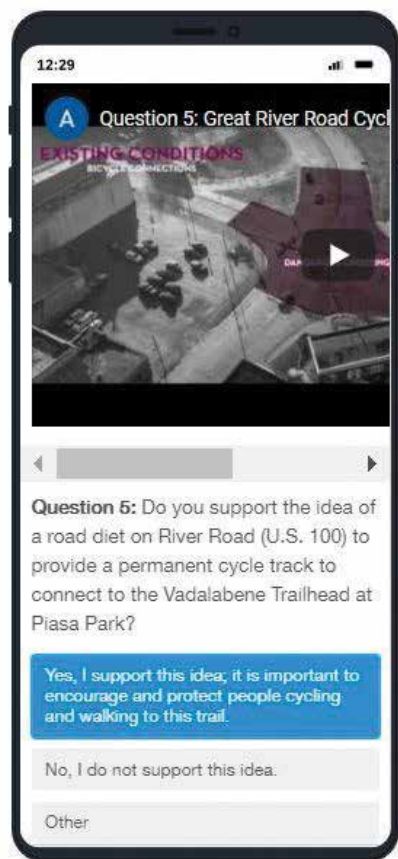 12:29
A
Question 5: Great River Road Cycl
EXISTING CONDITIONS
BICYCLE CONNECTIONS
Question 5: Do you support the idea of
a road diet on River Road (U.S. 100) to
provide a permanent cycle track to
connect to the Vadalabene Trailhead at
Piasa Park?
Yes, I support this idea; it is important to
encourage and protect people cycling
and walking to this trail.
No, I do not support this idea.
Other